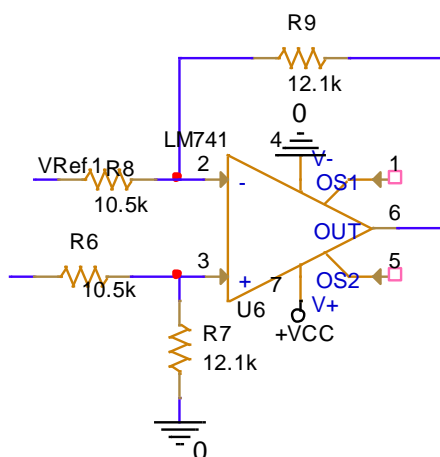 R9
12.1k
0
LM741
4
V-
VRef1
R8
2
-
OS1
1
10.5k
6
OUT
R6
3
+
7
OS2
5
10.5k
U6
V+
+VCC
R7
12.1k
0